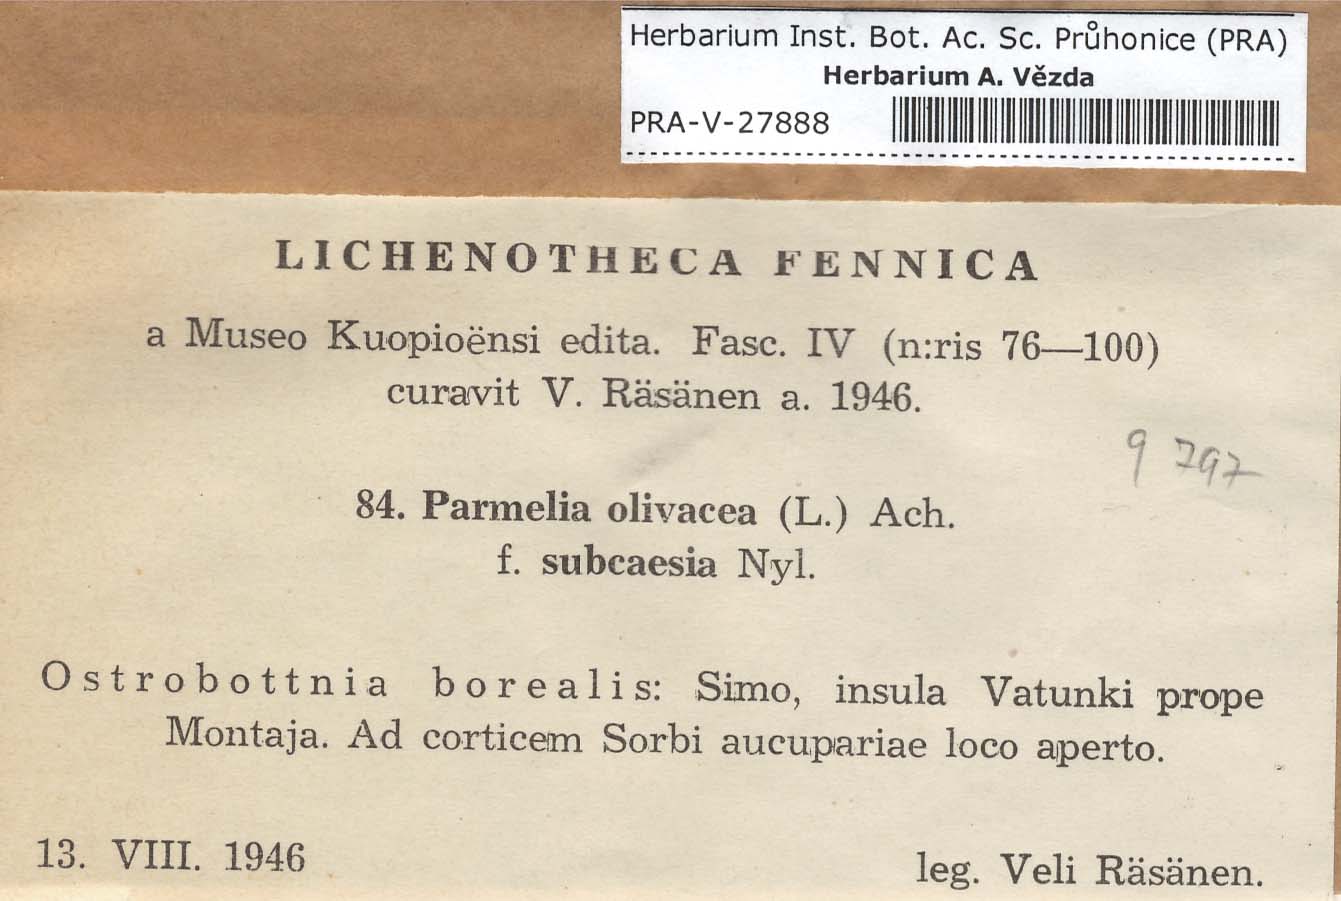 Herbarium Inst. Bot. Ac. Sc. Průhonice (PRA)
Herbarium A. Vězda
PRA-V-27888
LICHENOTHECA FENNICA
a Museo Kuopioënsi edita. Fasc. IV (n:ris 76—100)
curavit V. Räsänen a. 1946.
9 797
84. Parmelia olivacea (L.) Ach.
f. subcaesia Nyl.
Ostrobottnia borealis: Simo, insula Vatunki prope
Montaja. Ad corticem Sorbi aucupariae loco aperto.
13. VIII. 1946
leg. Veli Räsänen.